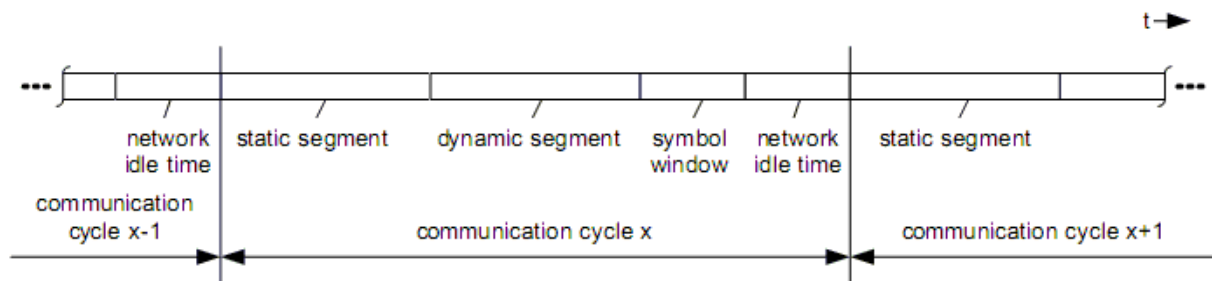 t
network idle time
static segment
dynamic segment
symbol window
network idle time
static segment
communication cycle x-1
communication cycle x
communication cycle x+1